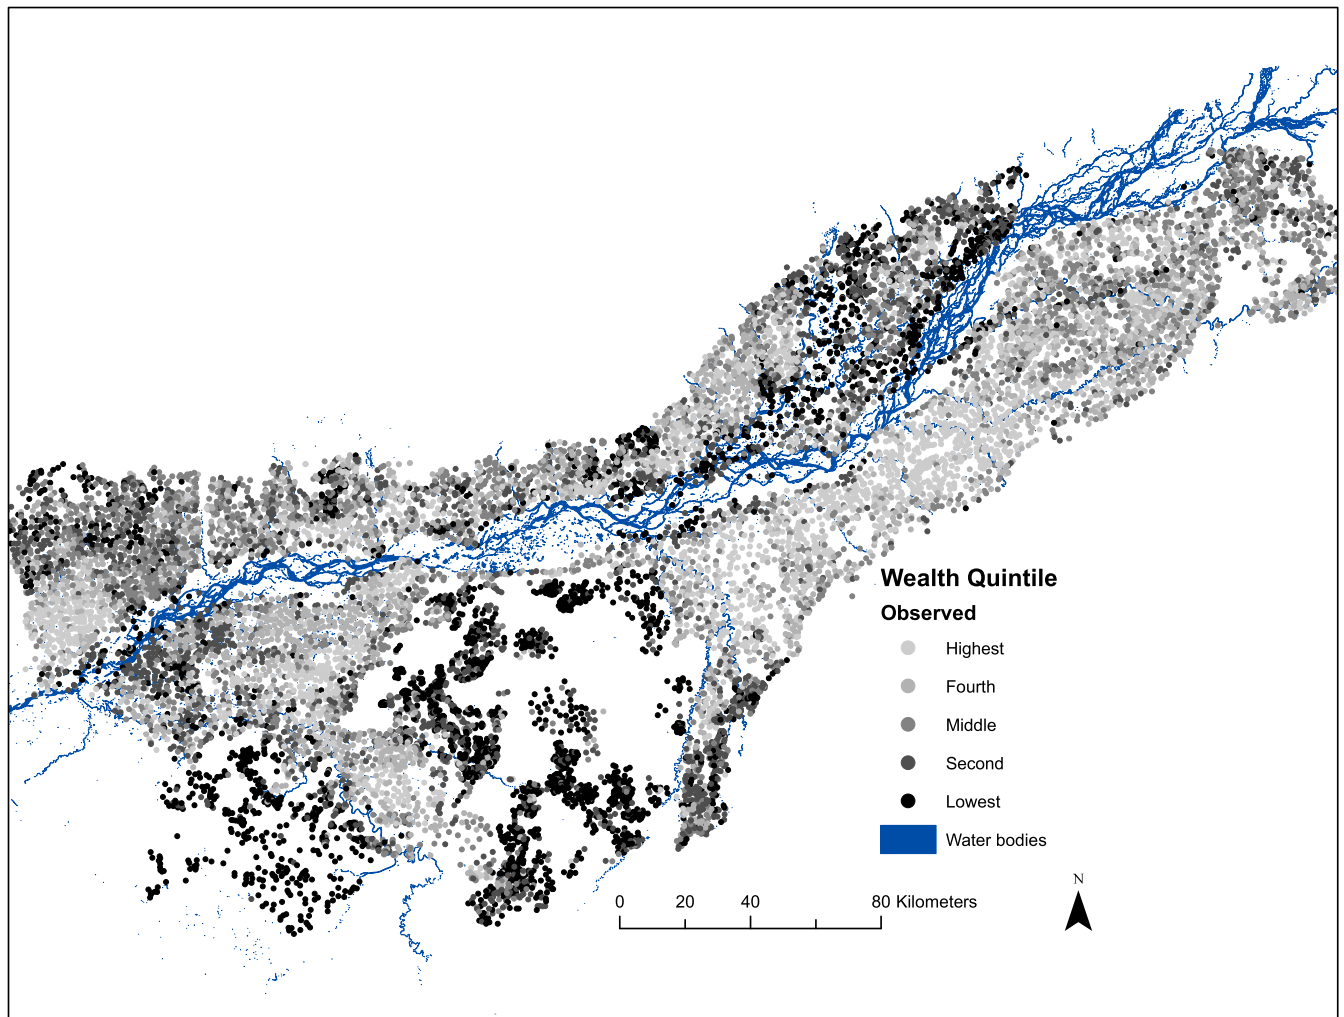 Wealth Quintile
Observed
Highest
Fourth
Middle
Second
Lowest
Water bodies
N
0 20 40 80 Kilometers